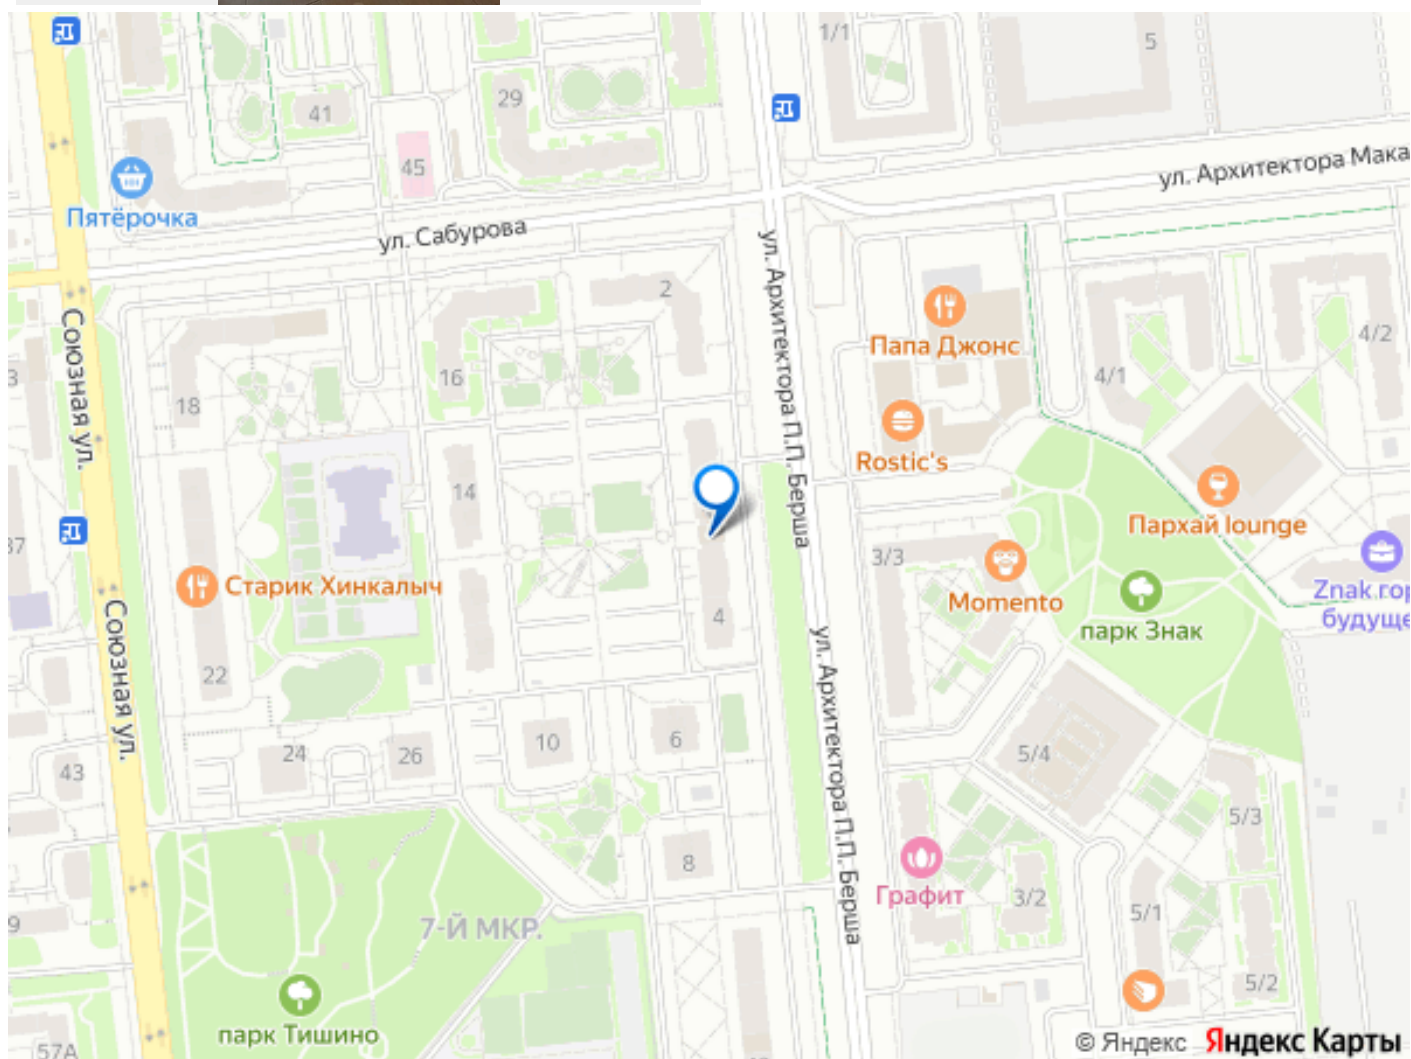 1/1
5
41
29
45
Пятёрочка
ул. Сабурова
ул. Архитектора Мака
ул. Архитектора П.П. Берша
2
Папа Джонс
4/2
4/1
Союзная ул.
3
16
18
Rostic's
14
Пархай lounge
37
3/3
Старик Хинкалыч
Momento
Znak гор
будуще
парк Знак
4
Союзная ул.
ул. Архитектора П.П. Берша
22
10
6
5/4
24
26
43
5/3
8
Графит
3/2
5/1
9
7-Й МКР.
5/2
парк Тишино
57А
© Яндекс Яндекс Карты